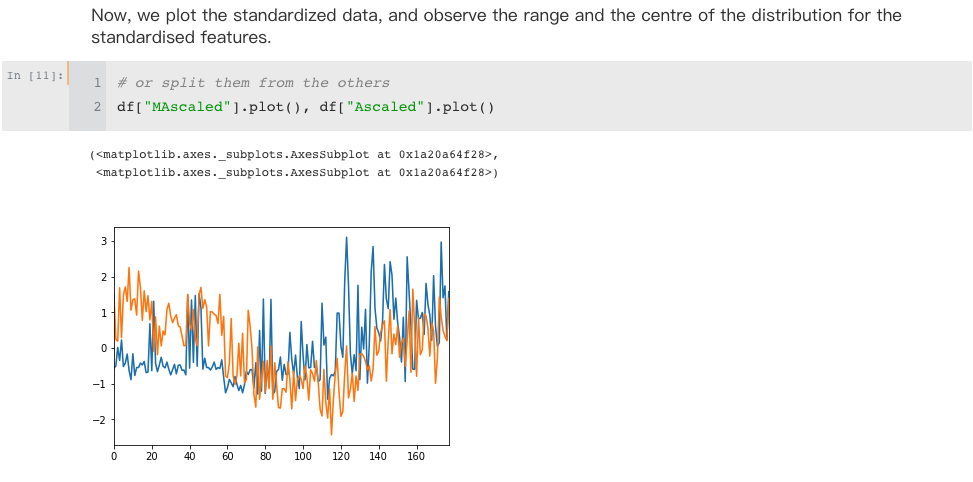 Now, we plot the standardized data, and observe the range and the centre of the distribution for the
standardised features.
In [11]:
1 # or split them from the others
2 df["MAscaled"].plot(), df["Ascaled"].plot()
(<matplotlib.axes._subplots.AxesSubplot at 0x1a20a64f28>,
<matplotlib.axes._subplots.AxesSubplot at 0x1a20a64f28>)
3
2
1
0
−1
−2
0 20 40 60 80 100 120 140 160